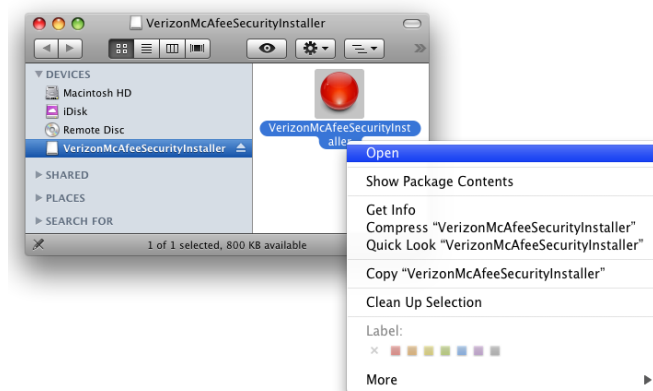 VerizonMcAfeeSecurityInstaller
DEVICES
Macintosh HD
iDisk
Remote Disc
VerizonMcAfeeSecurityInstaller
SHARED
PLACES
SEARCH FOR
VerizonMcAfeeSecurityInst
aller
1 of 1 selected, 800 KB available
Open
Show Package Contents
Get Info
Compress “VerizonMcAfeeSecurityInstaller”
Quick Look “VerizonMcAfeeSecurityInstaller”
Copy “VerizonMcAfeeSecurityInstaller”
Clean Up Selection
Label:
More